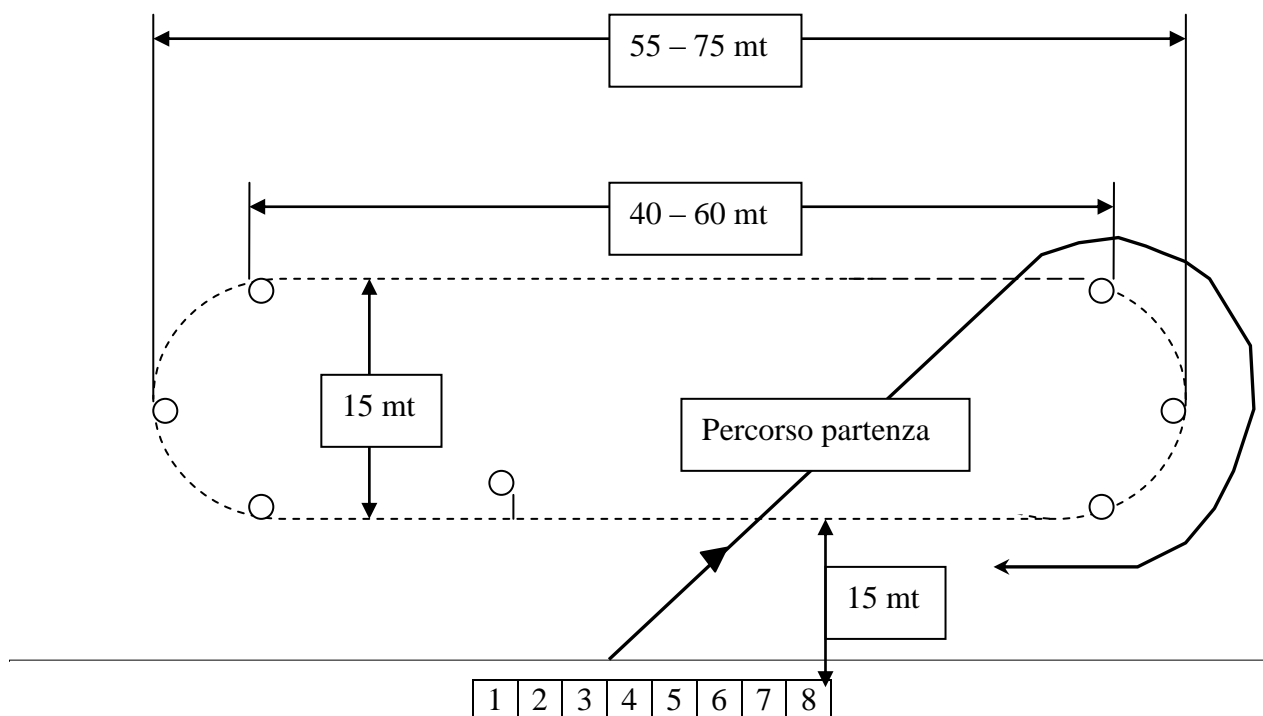 55 – 75 mt
40 – 60 mt
15 mt
Percorso partenza
15 mt
1 2 3 4 5 6 7 8